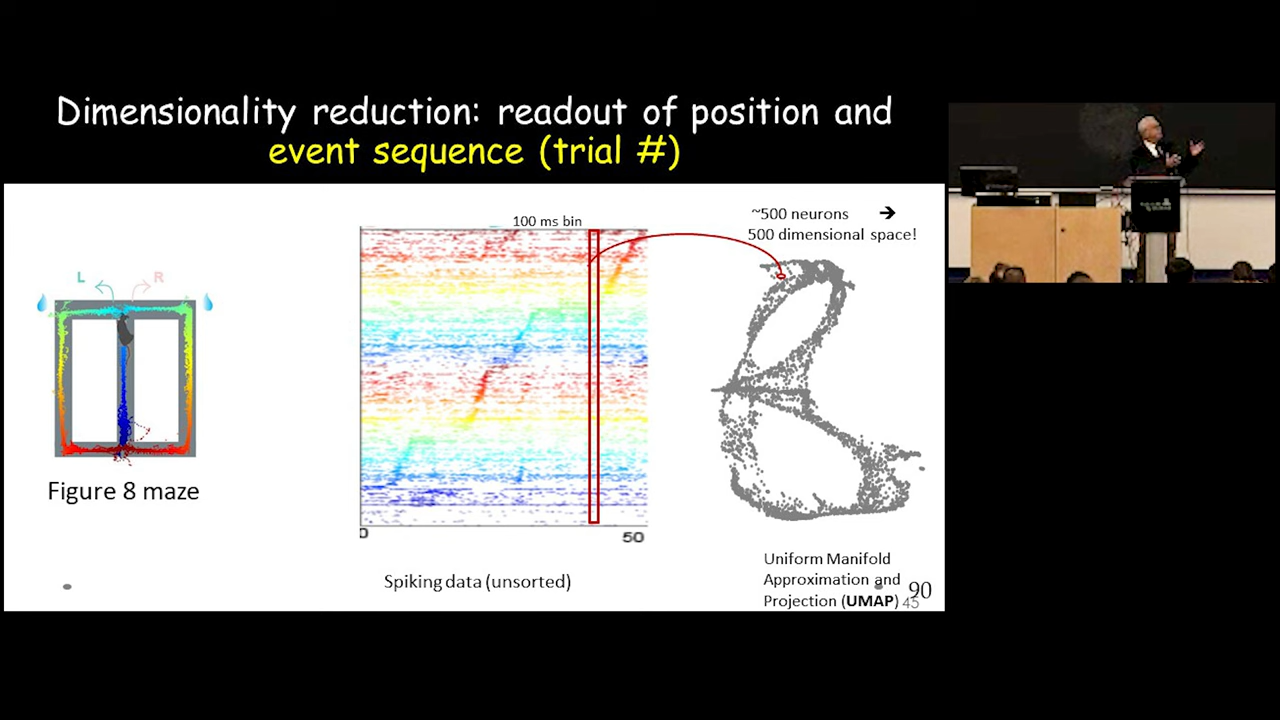 Dimensionality reduction: readout of position and
event sequence (trial #)
L
R
Figure 8 maze
100 ms bin
0
50
Spiking data (unsorted)
~500 neurons →
500 dimensional space!
Uniform Manifold
Approximation and
Projection (UMAP)
90
45